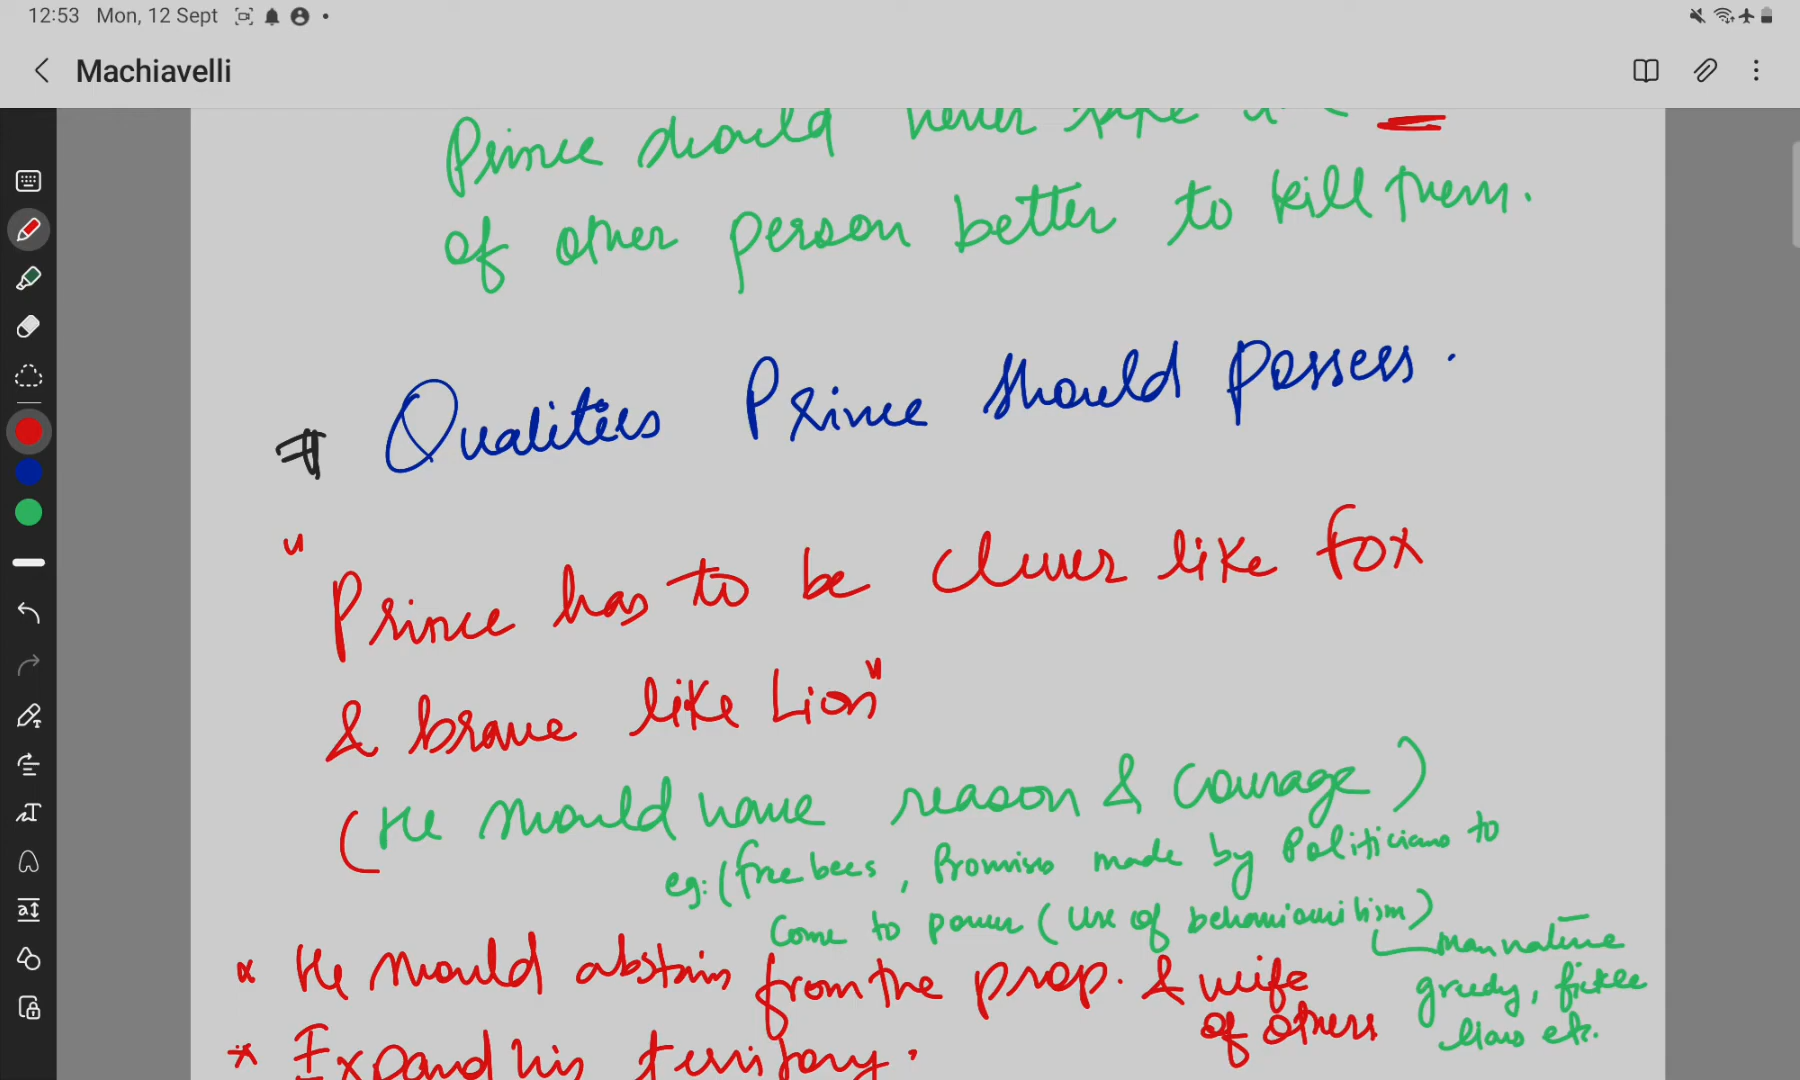 12:53 Mon, 12 Sept
Machiavelli
Prince should never
of other person better to kill them.
# Qualities Prince should possess.
"Prince has to be clever like fox
& brave like Lion"
(He should have reason & courage)
eg: (freebees, Promises made by Politicians to
come to power (use of behaviouralism)
Man nature
greedy, fickle
liars etc.
* He should abstain from the prop. & wife
of others
* Expand his territory.